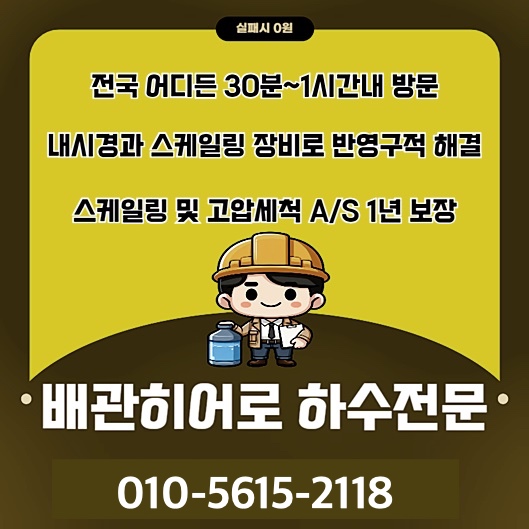 실패시 0원
전국 어디든 30분~1시간내 방문
내시경과 스케일링 장비로 반영구적 해결
스케일링 및 고압세척 A/S 1년 보장
배관히어로 하수전문
010-5615-2118